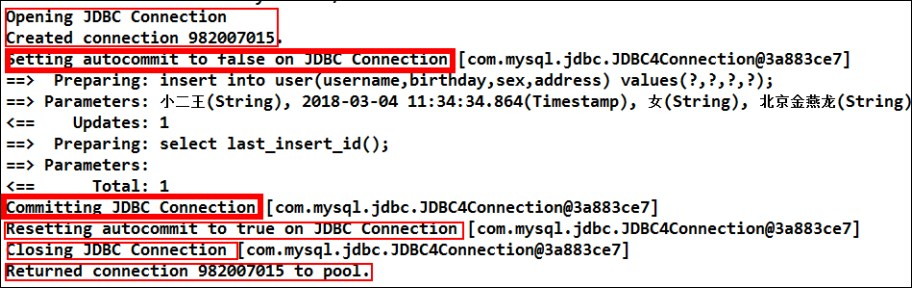 Opening JDBC Connection
Created connection 982007015.
Setting autocommit to false on JDBC Connection [com.mysql.jdbc.JDBC4Connection@3a883ce7]
==>  Preparing: insert into user(username,birthday,sex,address) values(?,?,?,?);
==> Parameters: 小二王(String), 2018-03-04 11:34:34.864(Timestamp), 女(String), 北京金燕龙(String)
<==    Updates: 1
==>  Preparing: select last_insert_id();
==> Parameters:
<==      Total: 1
Committing JDBC Connection [com.mysql.jdbc.JDBC4Connection@3a883ce7]
Resetting autocommit to true on JDBC Connection [com.mysql.jdbc.JDBC4Connection@3a883ce7]
Closing JDBC Connection [com.mysql.jdbc.JDBC4Connection@3a883ce7]
Returned connection 982007015 to pool.